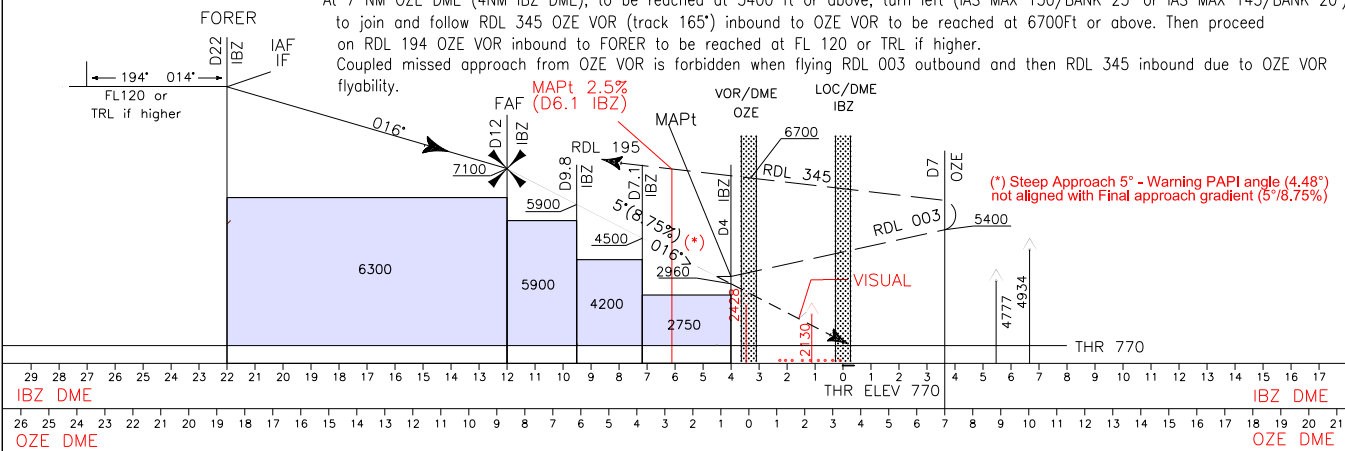 At 7 NM OZE DME (4NM IBZ DME), to be reached at 5400 ft or above, turn left (IAS MAX 150/BANK 25° or IAS MAX 145/BANK 20°)
to join and follow RDL 345 OZE VOR (track 165°) inbound to OZE VOR to be reached at 6700Ft or above. Then proceed
on RDL 194 OZE VOR inbound to FORER to be reached at FL 120 or TRL if higher.
Coupled missed approach from OZE VOR is forbidden when flying RDL 003 outbound and then RDL 345 inbound due to OZE VOR
flyability.
FORER
D22
IBZ
IAF
IF
194° 014°
FL120 or
TRL if higher
016°
MAPt 2.5%
(D6.1 IBZ)
FAF
D12
IBZ
7100
RDL 195
D9.8
IBZ
5900
D7.1
IBZ
4500
5°(8.75%)
(*)
016°
2960
MAPt
D4 IBZ
VOR/DME
OZE
LOC/DME
IBZ
6700
RDL 345
RDL 003
D7
OZE
5400
(*) Steep Approach 5° - Warning PAPI angle (4.48°)
not aligned with Final approach gradient (5°/8.75%)
VISUAL
6300
5900
4200
2750
2428
2130
4777
4934
THR 770
29 28 27 26 25 24 23 22 21 20 19 18 17 16 15 14 13 12 11 10 9 8 7 6 5 4 3 2 1 0 1 2 3 4 5 6 7 8 9 10 11 12 13 14 15 16 17
IBZ DME
THR ELEV 770
IBZ DME
26 25 24 23 22 21 20 19 18 17 16 15 14 13 12 11 10 9 8 7 6 5 4 3 2 1 0 1 2 3 4 5 6 7 8 9 10 11 12 13 14 15 16 17 18 19 20 21
OZE DME
OZE DME